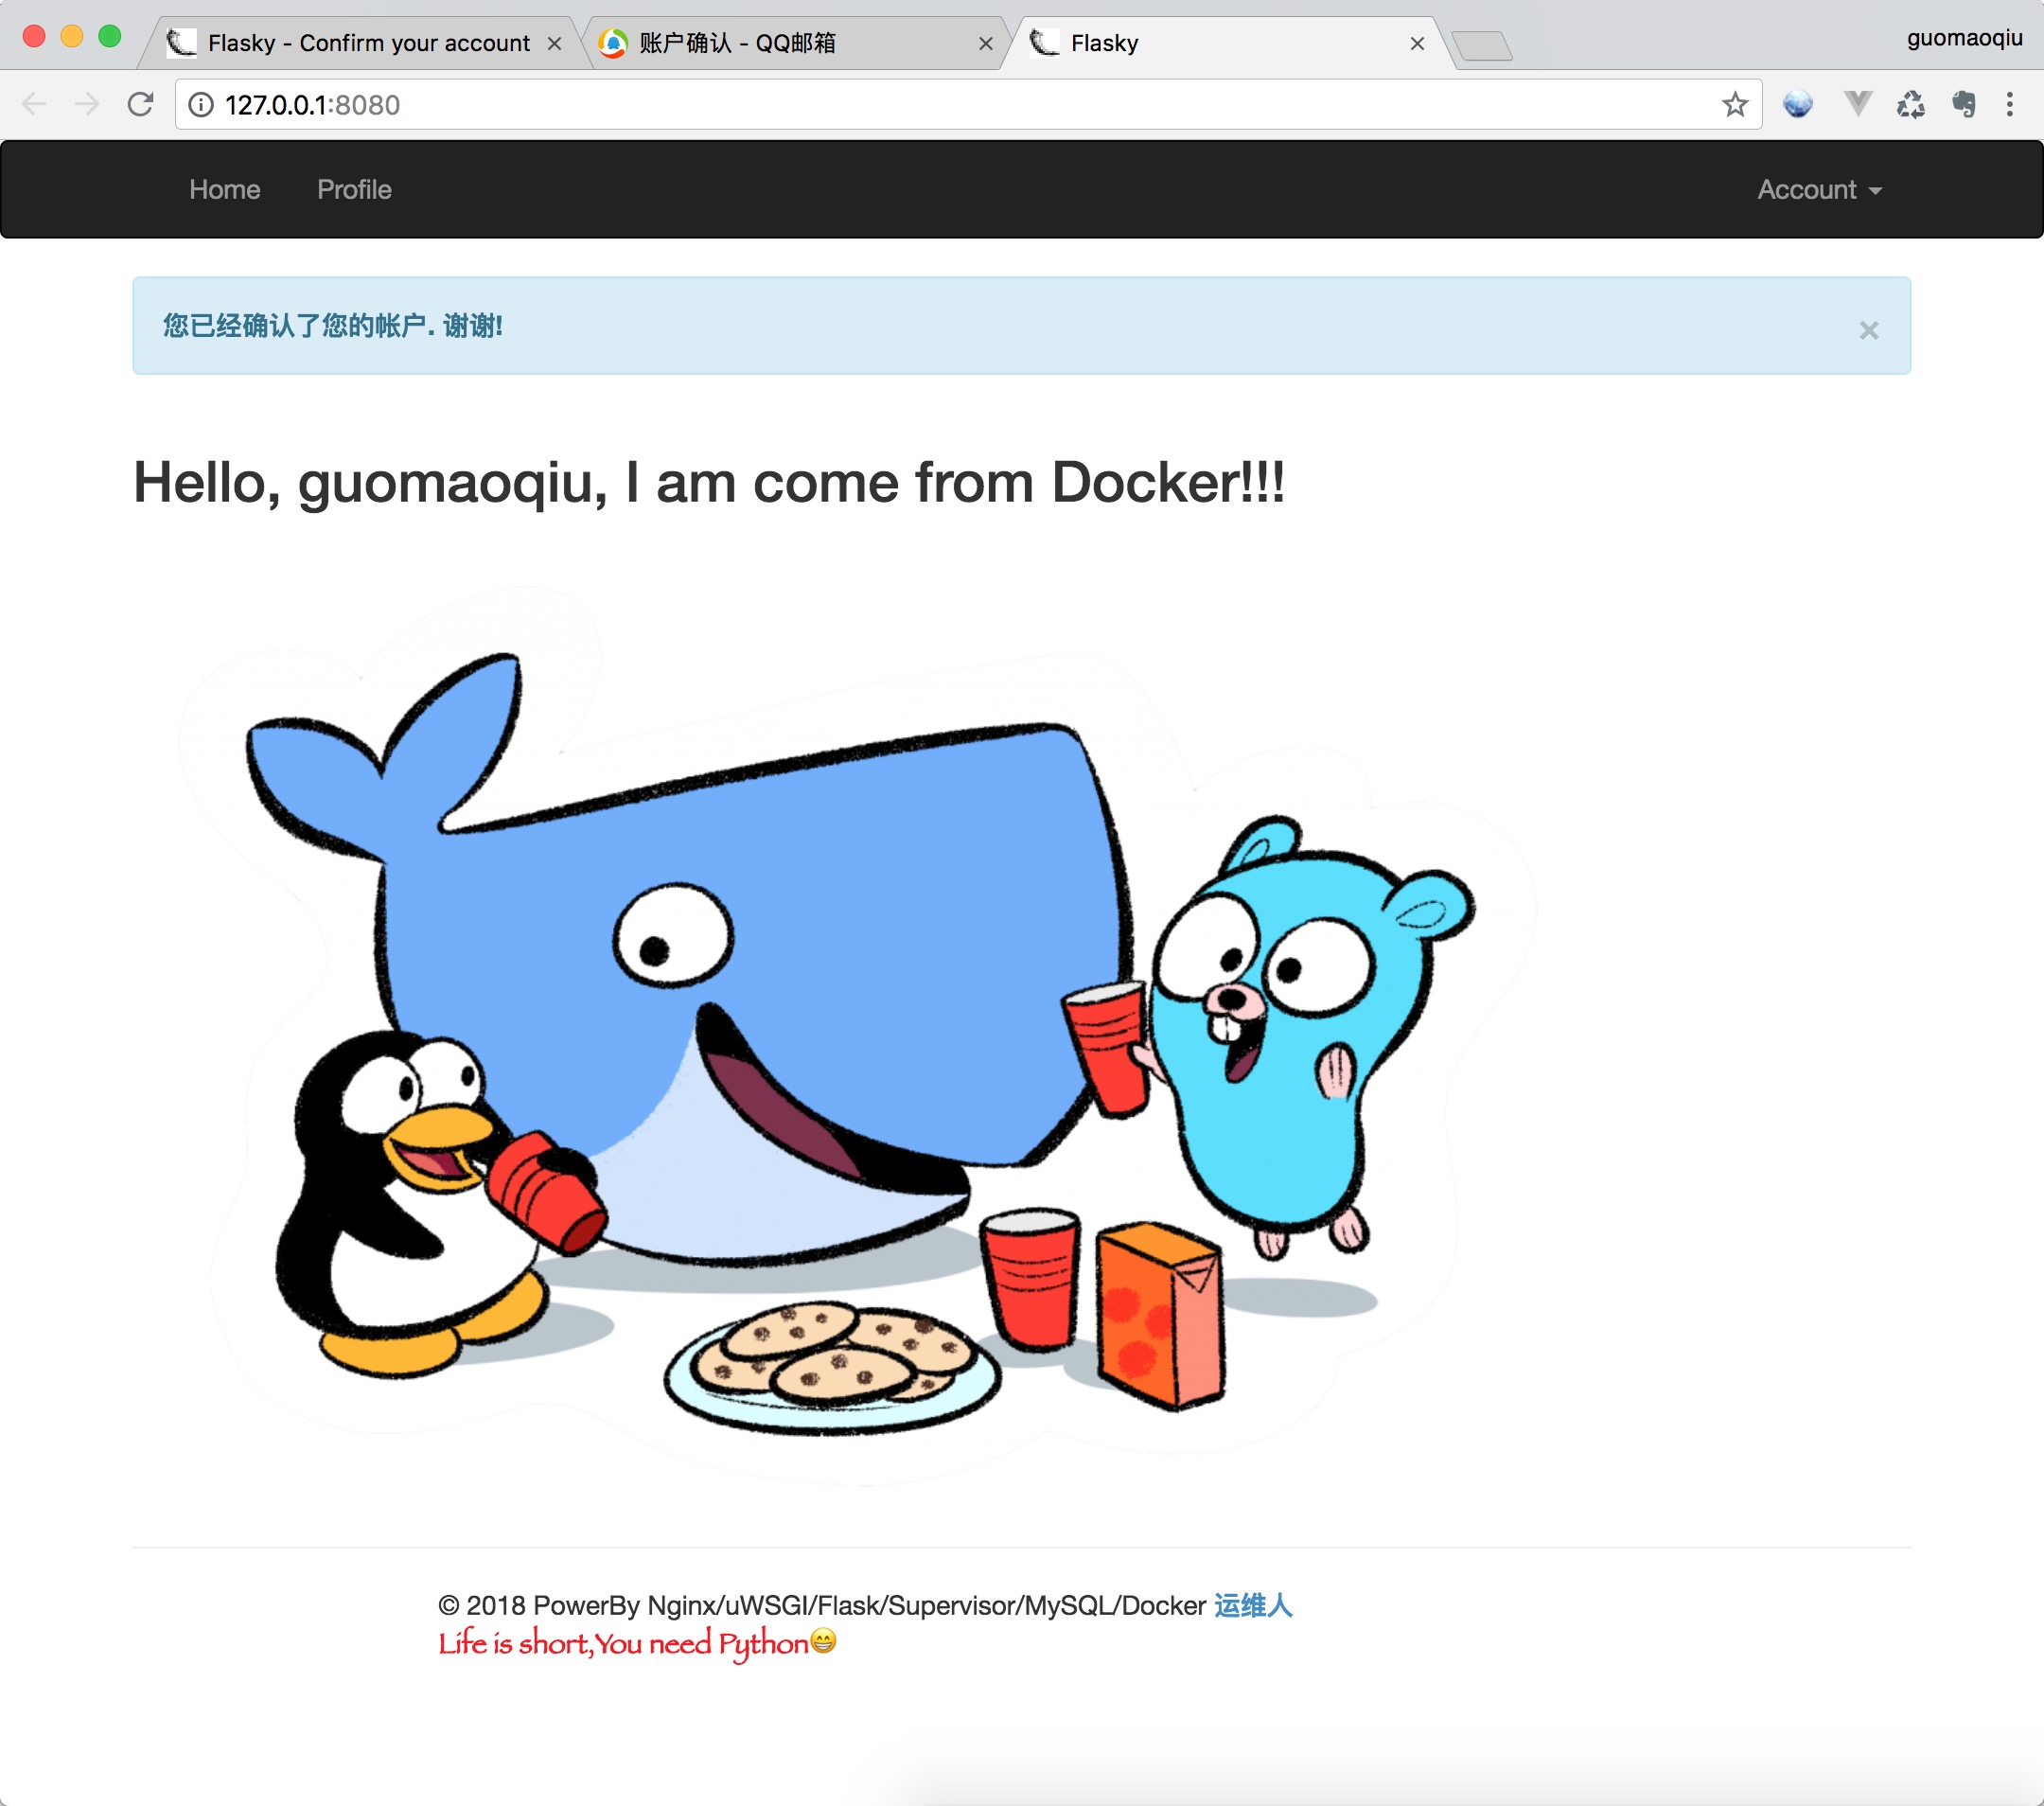 Flasky - Confirm your account
账户确认 - QQ邮箱
Flasky
guomaoqiu
127.0.0.1:8080
Home
Profile
Account
您已经确认了您的帐户. 谢谢!
×
Hello, guomaoqiu, I am come from Docker!!!
© 2018 PowerBy Nginx/uWSGI/Flask/Supervisor/MySQL/Docker 运维人
Life is short,You need Python😁